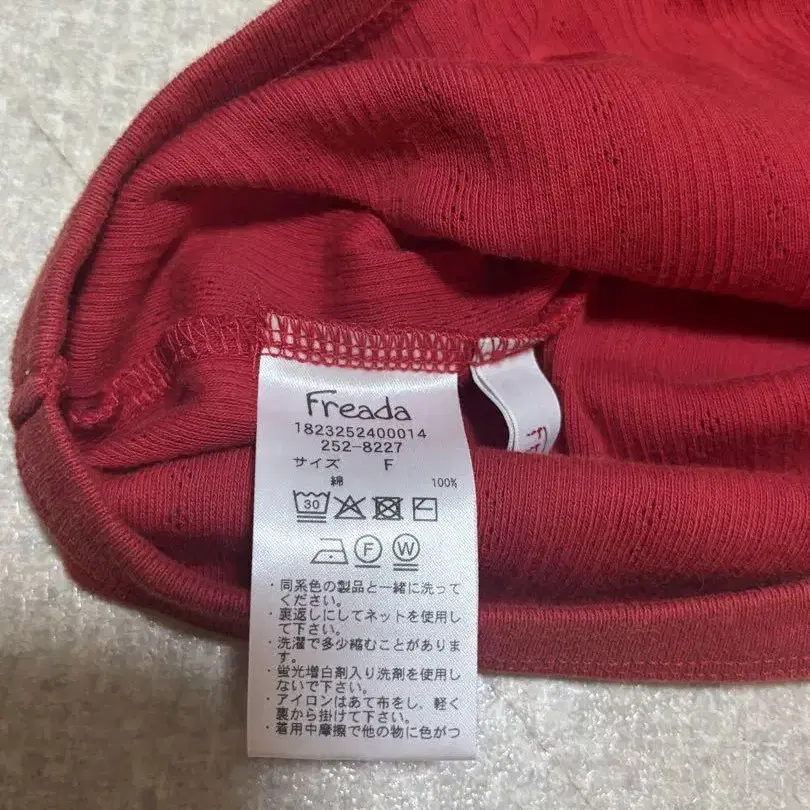 Freada
1823252400014
252-8227
サイズ F
綿 100%
30
F W
・同系色の製品と一緒に洗って
ください。
・裏返しにしてネットを使用し
て下さい。
・洗濯で多少縮むことがありま
す。
・蛍光増白剤入り洗剤を使用し
ないで下さい。
・アイロンはあて布をし、軽く
裏から掛けて下さい。
・着用中摩擦で他の物に色がつ